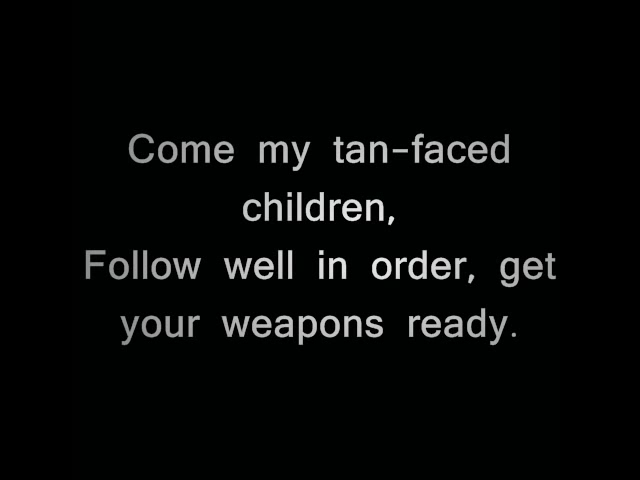 Come my tan-faced
children,
Follow well in order, get
your weapons ready.